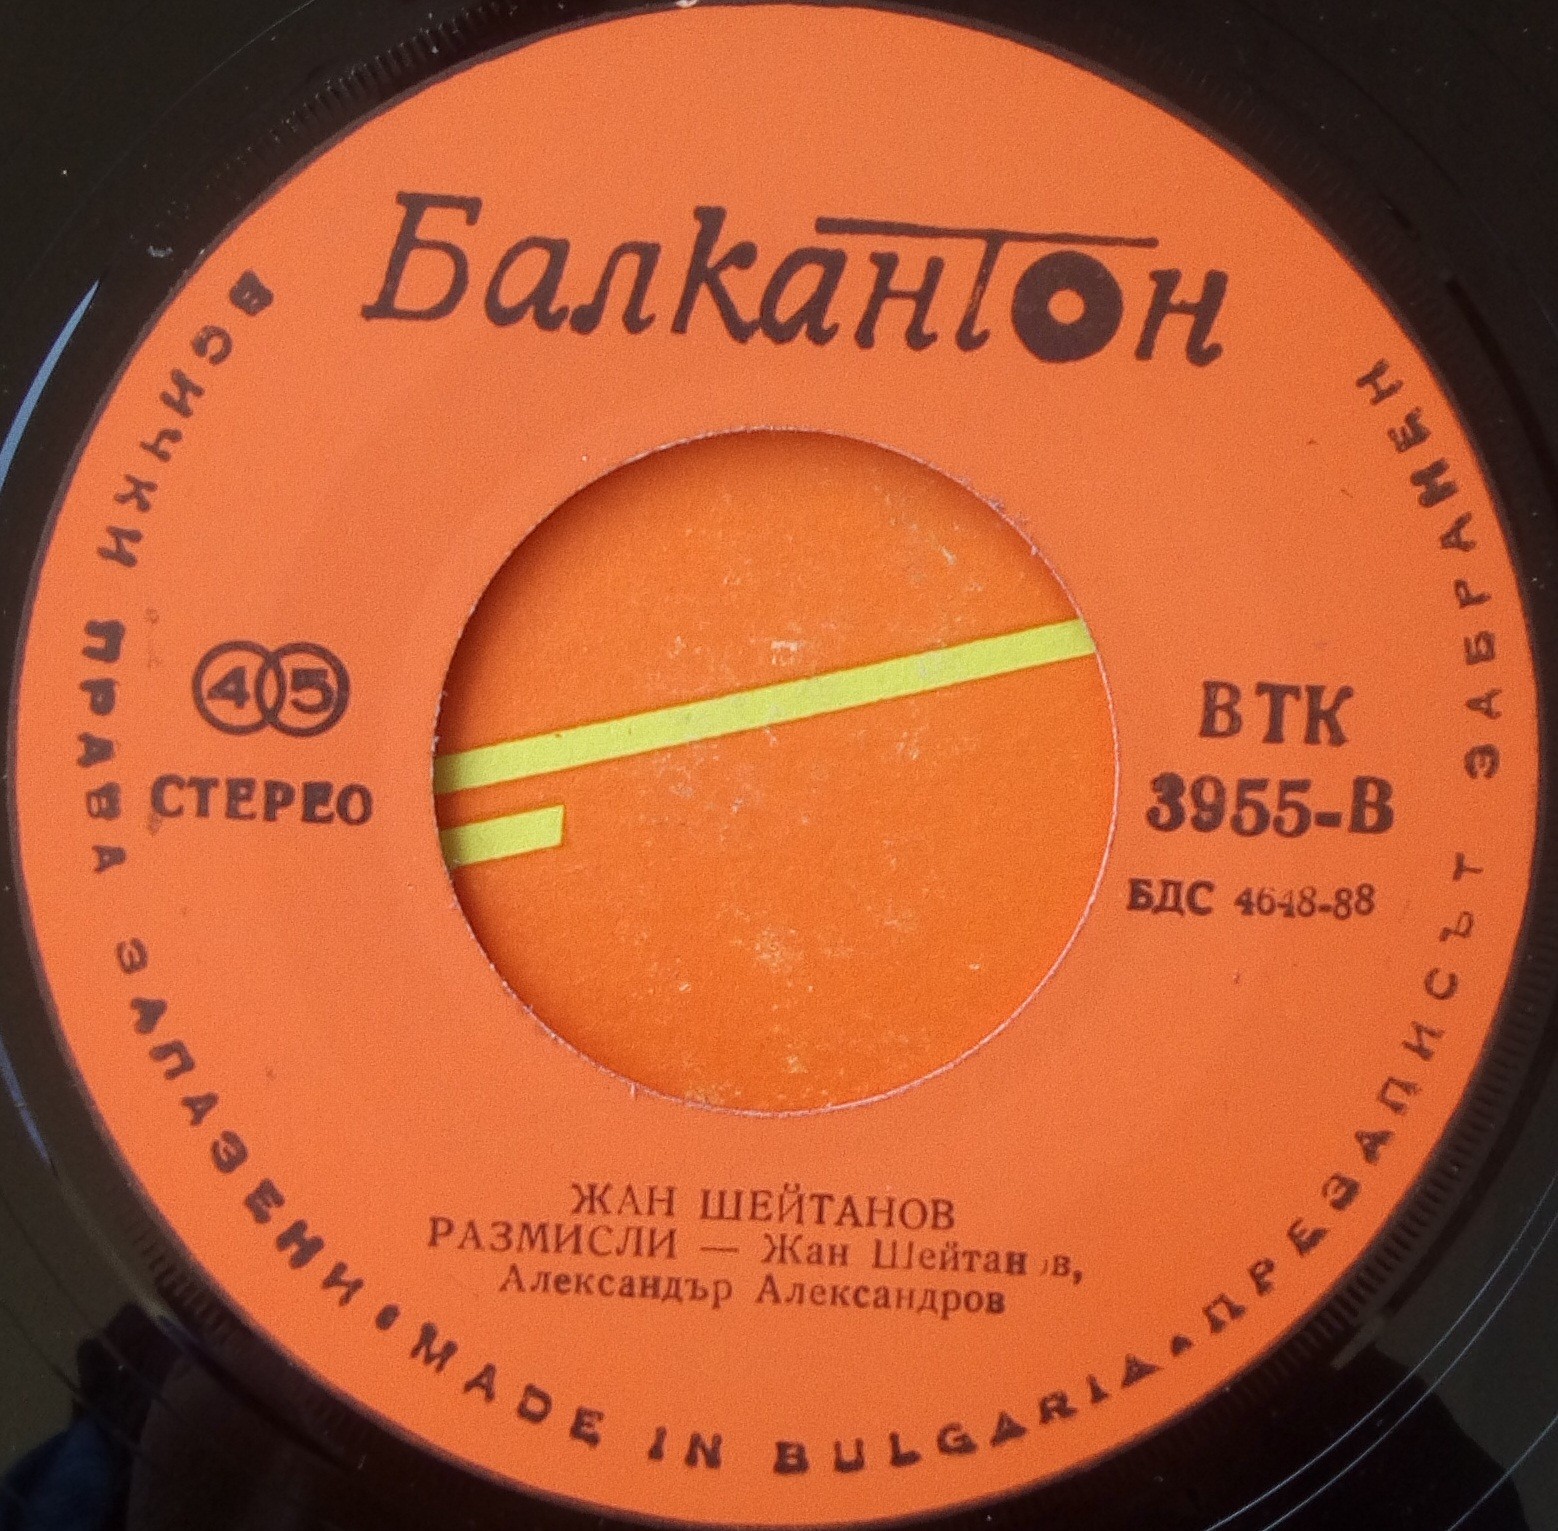 Балкантон
ВСИЧКИ ПРАВА ЗАПАЗЕНИ • MADE IN BULGARIA • ПРЕЗАПИСЪТ ЗАБРАНЕН
45
СТЕРЕО
ВТК
3955-В
БДС 4648-88
ЖАН ШЕЙТАНОВ
РАЗМИСЛИ — Жан Шейтанов,
Александър Александров